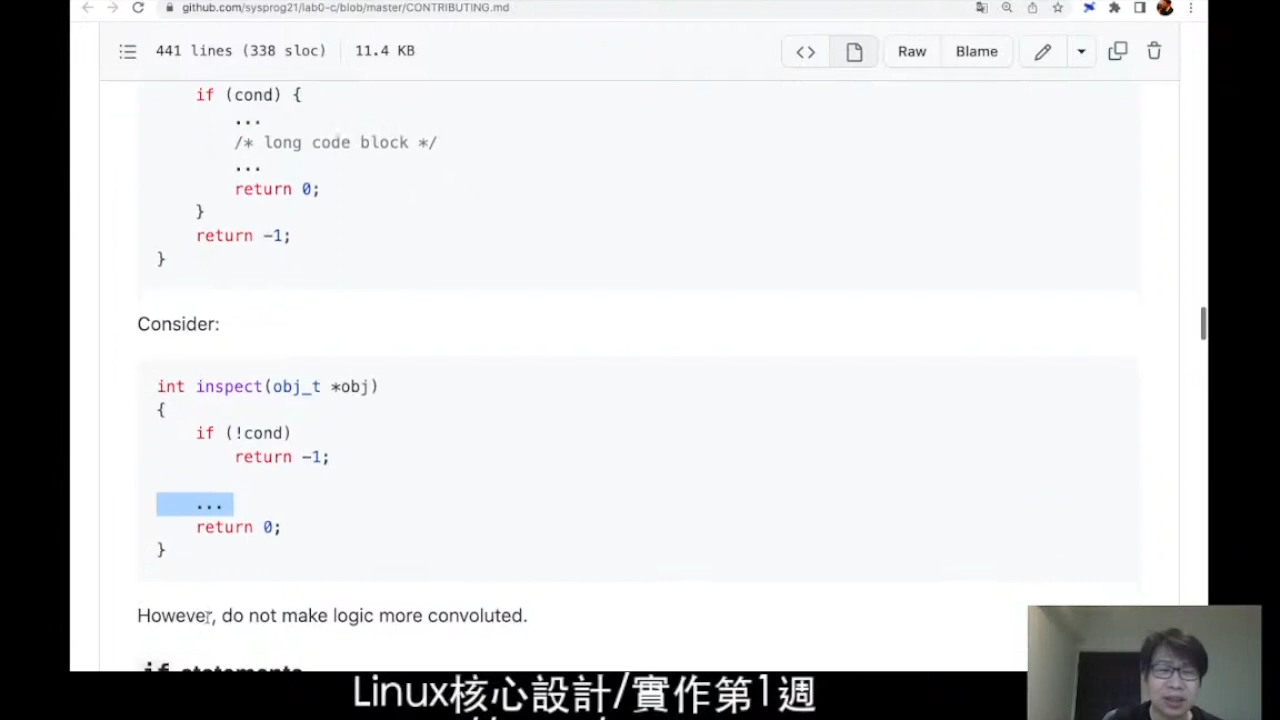 github.com/sysprog21/lab0-c/blob/master/CONTRIBUTING.md
441 lines (338 sloc) 11.4 KB Raw Blame
if (cond) {
...
/* long code block */
...
return 0;
}
return -1;
}
Consider:
int inspect(obj_t *obj)
{
if (!cond)
return -1;
...
return 0;
}
However, do not make logic more convoluted.
if statements
Linux核心設計/實作第1週